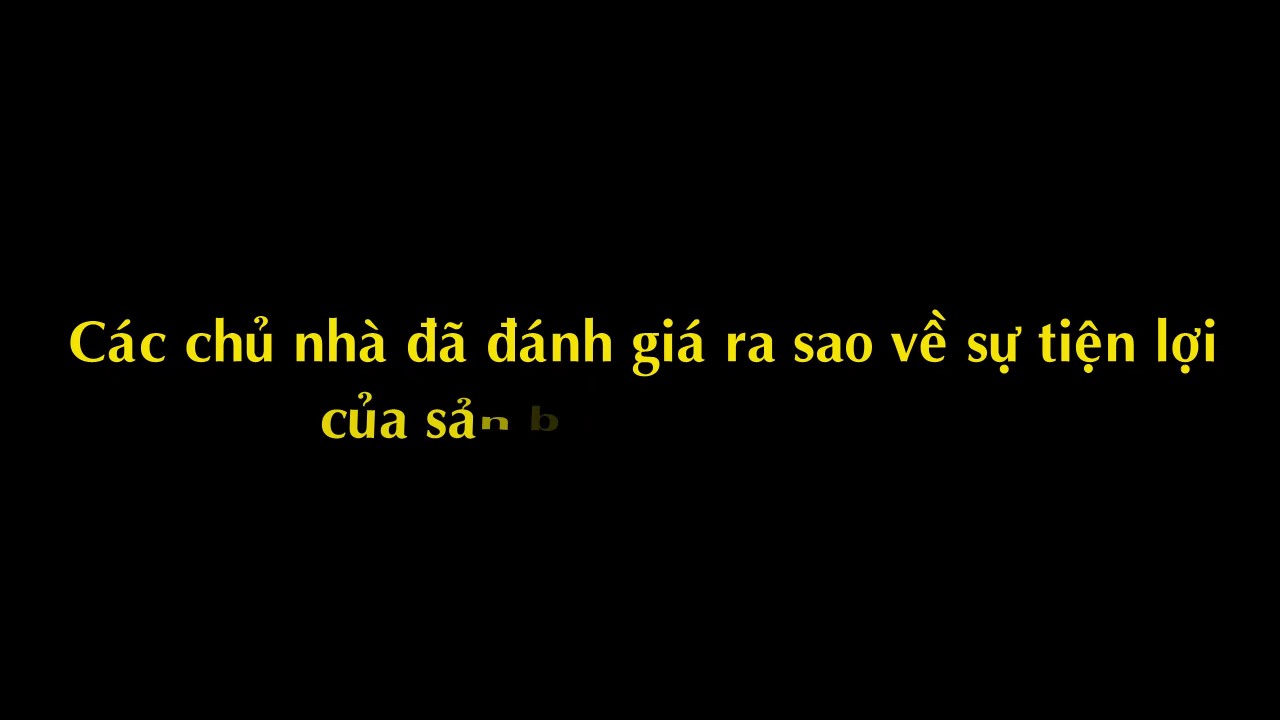 Các chủ nhà đã đánh giá ra sao về sự tiện lợi
của sản b